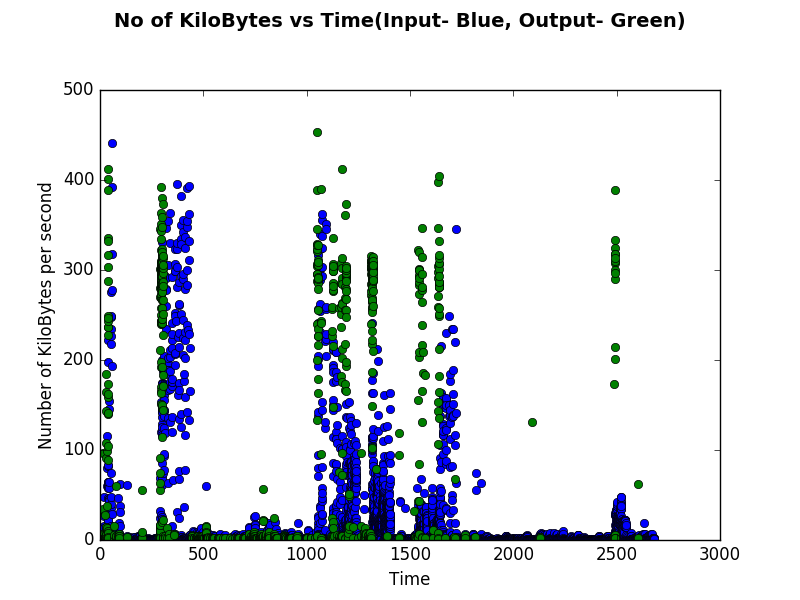 No of KiloBytes vs Time(Input- Blue, Output- Green)
500
400
300
200
100
0
Number of KiloBytes per second
0 500 1000 1500 2000 2500 3000
Time